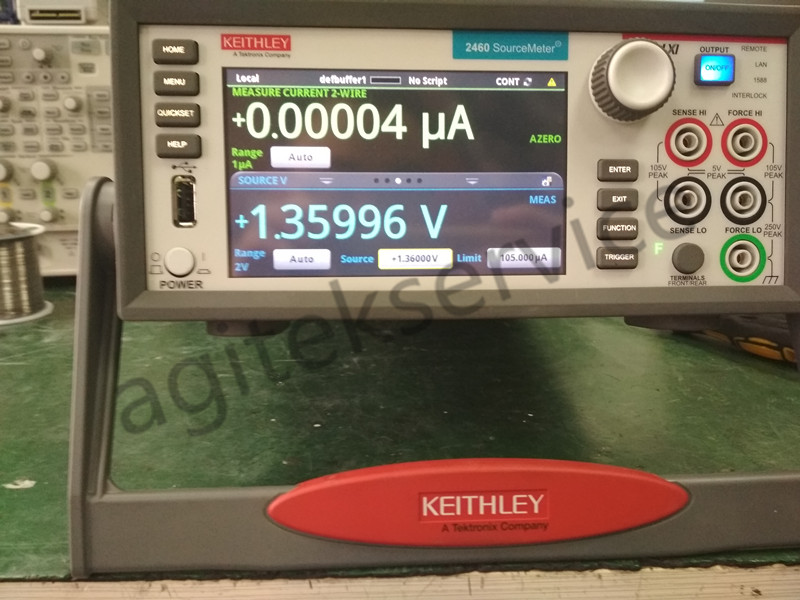 KEITHLEY
A Tektronix Company
2460 SourceMeter®
LXI
OUTPUT
ON/OFF
REMOTE
LAN
1588
INTERLOCK
HOME
MENU
QUICKSET
HELP
POWER
Local defbuffer1 No Script CONT
MEASURE CURRENT 2-WIRE
+0.00004 µA
AZERO
Range Auto
1µA
SOURCE V
+1.35996 V
MEAS
Range Auto Source +1.36000 V Limit 105.000 µA
2V
ENTER
EXIT
FUNCTION
TRIGGER
SENSE HI FORCE HI
105V PEAK 5V PEAK 105V PEAK
SENSE LO FORCE LO
250V PEAK
F
TERMINALS
FRONT/REAR
agitekservice
KEITHLEY
A Tektronix Company